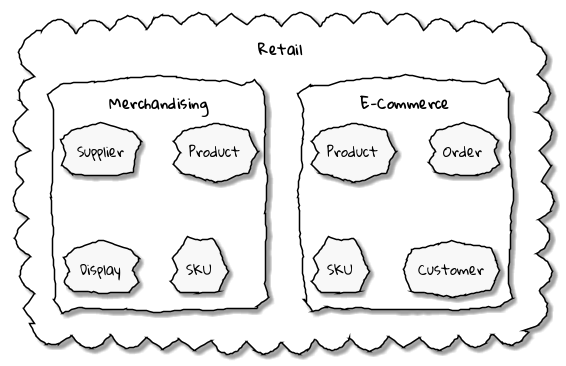 Retail
Merchandising
E-Commerce
Supplier
Product
Product
Order
Display
SKU
SKU
Customer